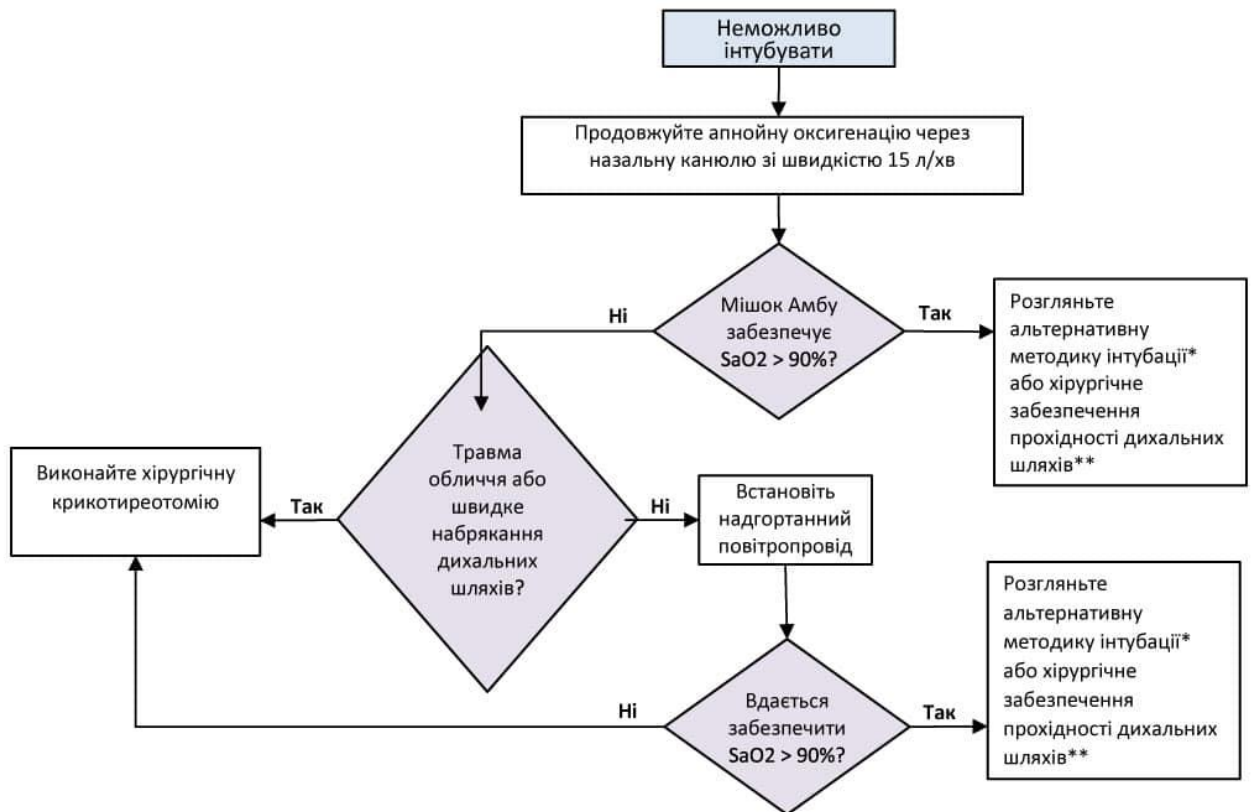 Неможливо
інтубувати
Продовжуйте апнойну оксигенацію через
назальну канюлю зі швидкістю 15 л/хв
Мішок Амбу
забезпечує
SaO2 > 90%?
Ні
Так
Розгляньте
альтернативну
методику інтубації*
або хірургічне
забезпечення
прохідності дихальних
шляхів**
Травма
обличчя або
швидке
набрякання
дихальних
шляхів?
Так
Ні
Виконайте хірургічну
крикотиреотомію
Встановіть
надгортанний
повітропровід
Вдається
забезпечити
SaO2 > 90%?
Ні
Так
Розгляньте
альтернативну
методику інтубації*
або хірургічне
забезпечення
прохідності дихальних
шляхів**